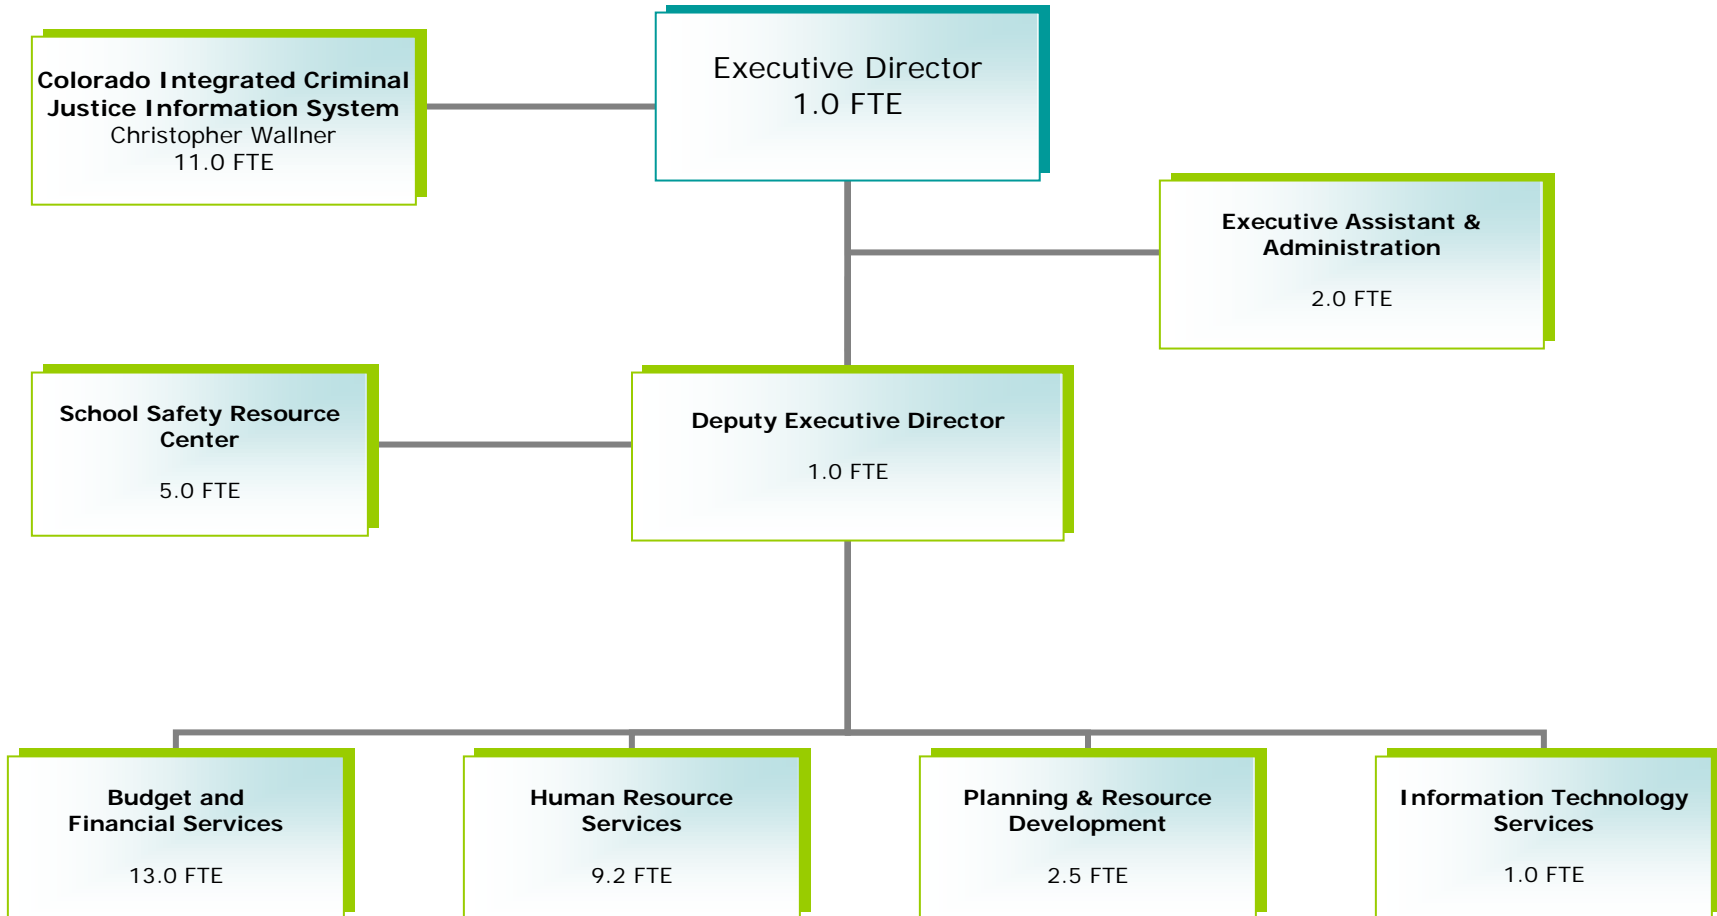 Colorado Integrated Criminal
Justice Information System
Christopher Wallner
11.0 FTE
Executive Director
1.0 FTE
Executive Assistant &
Administration
2.0 FTE
School Safety Resource
Center
5.0 FTE
Deputy Executive Director
1.0 FTE
Budget and
Financial Services
13.0 FTE
Human Resource
Services
9.2 FTE
Planning & Resource
Development
2.5 FTE
Information Technology
Services
1.0 FTE